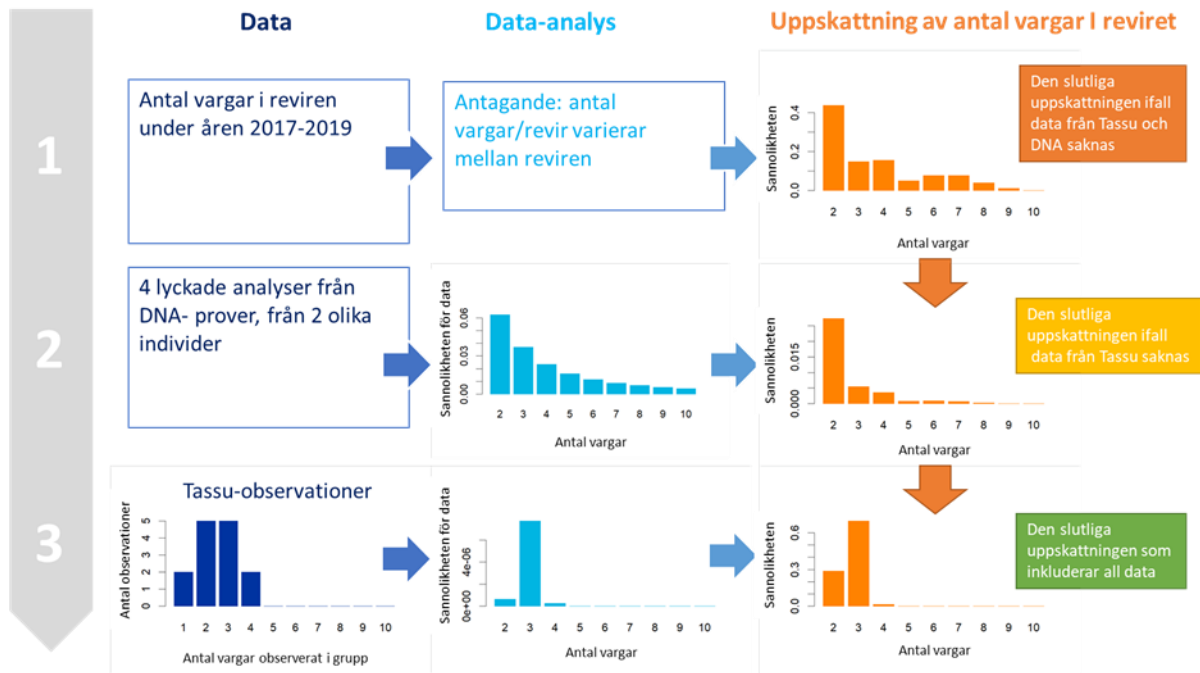 Data
Data-analys
Uppskattning av antal vargar I reviret
1
Antal vargar i reviren
under åren 2017-2019
Antagande: antal
vargar/revir varierar
mellan reviren
Sannolikheten
0.4
0.2
0.0
2 3 4 5 6 7 8 9 10
Antal vargar
Den slutliga
uppskattningen ifall
data från Tassu och
DNA saknas
2
4 lyckade analyser från
DNA- prover, från 2 olika
individer
Sannolikheten för data
0.06
0.03
0.00
2 3 4 5 6 7 8 9 10
Antal vargar
Sannolikheten
0.015
0.000
2 3 4 5 6 7 8 9 10
Antal vargar
Den slutliga
uppskattningen ifall
data från Tassu saknas
3
Tassu-observationer
Antal observationer
5
4
3
2
1
0
1 2 3 4 5 6 7 8 9 10
Antal vargar observerat i grupp
Sannolikheten för data
4e-06
0e+00
2 3 4 5 6 7 8 9 10
Antal vargar
Sannolikheten
0.6
0.3
0.0
2 3 4 5 6 7 8 9 10
Antal vargar
Den slutliga
uppskattningen som
inkluderar all data